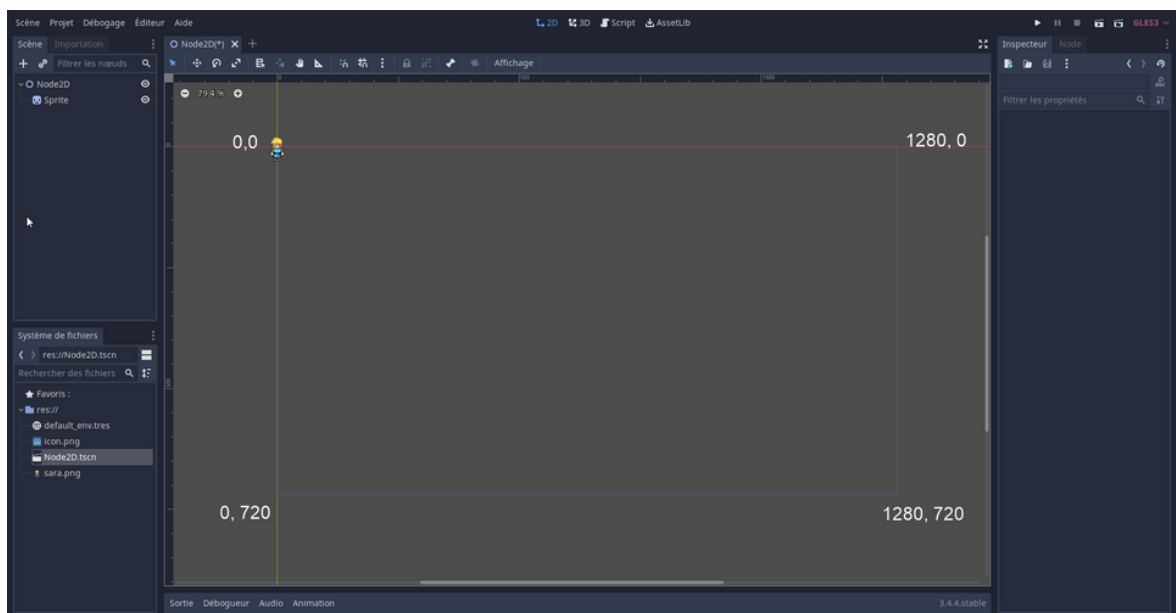 Scène Projet Débogage Éditeur Aide 2D 3D Script AssetLib GLES3
Scène Importation Node2D(*) Inspecteur Node
Filtrer les nœuds Affichage
Node2D
Sprite
79.4 %
500 1000
Filtrer les propriétés
0,0 1280, 0
Système de fichiers
res://Node2D.tscn
Rechercher des fichiers
Favoris :
res://
default_env.tres
icon.png
Node2D.tscn
sara.png
0, 720 1280, 720
Sortie Débogueur Audio Animation 3.4.4.stable